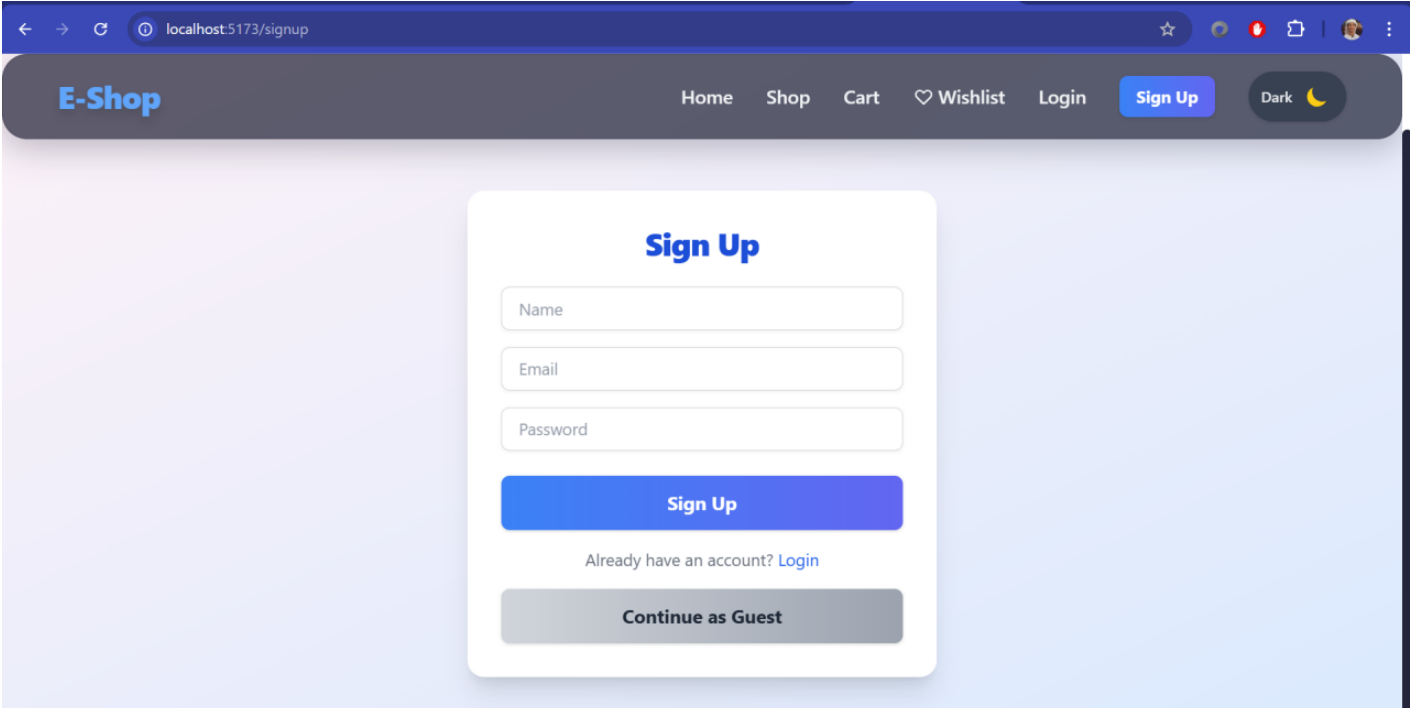 localhost:5173/signup
E-Shop Home Shop Cart Wishlist Login Sign Up Dark
Sign Up
Name
Email
Password
Sign Up
Already have an account? Login
Continue as Guest